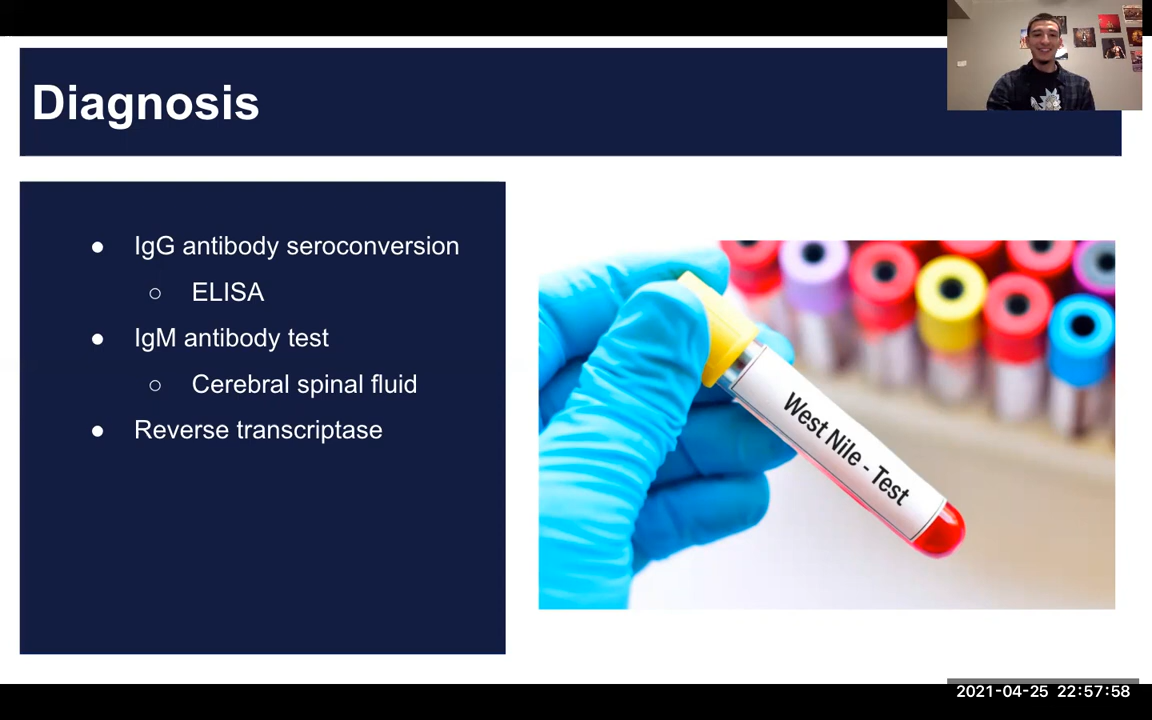 Diagnosis
● IgG antibody seroconversion
○ ELISA
● IgM antibody test
○ Cerebral spinal fluid
● Reverse transcriptase
West Nile - Test
2021-04-25 22:57:58